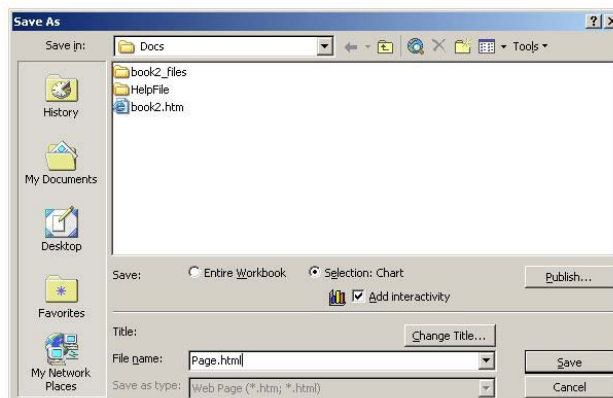 Save As
Save in: Docs Tools
book2_files
HelpFile
book2.htm
History
My Documents
Desktop
Favorites
My Network Places
Save: Entire Workbook Selection: Chart Publish...
Add interactivity
Title: Change Title...
File name: Page.html Save
Save as type: Web Page (*.htm; *.html) Cancel